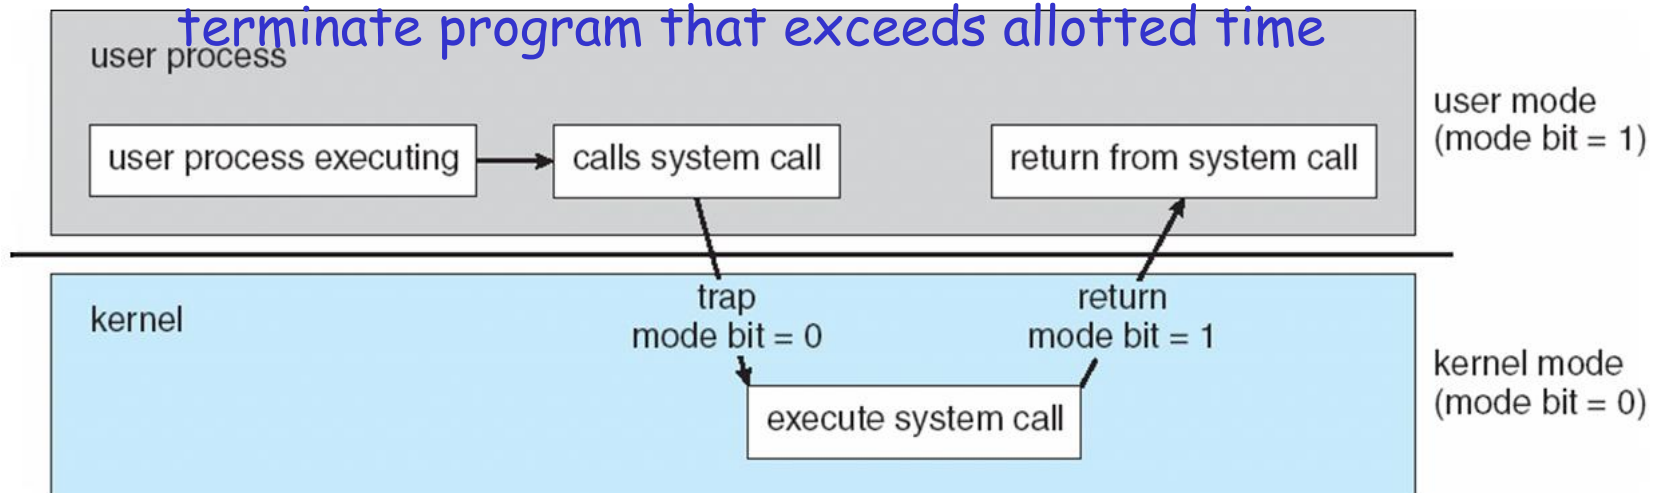 terminate program that exceeds allotted time
user process
user process executing
calls system call
return from system call
user mode
(mode bit = 1)
kernel
trap
mode bit = 0
return
mode bit = 1
execute system call
kernel mode
(mode bit = 0)